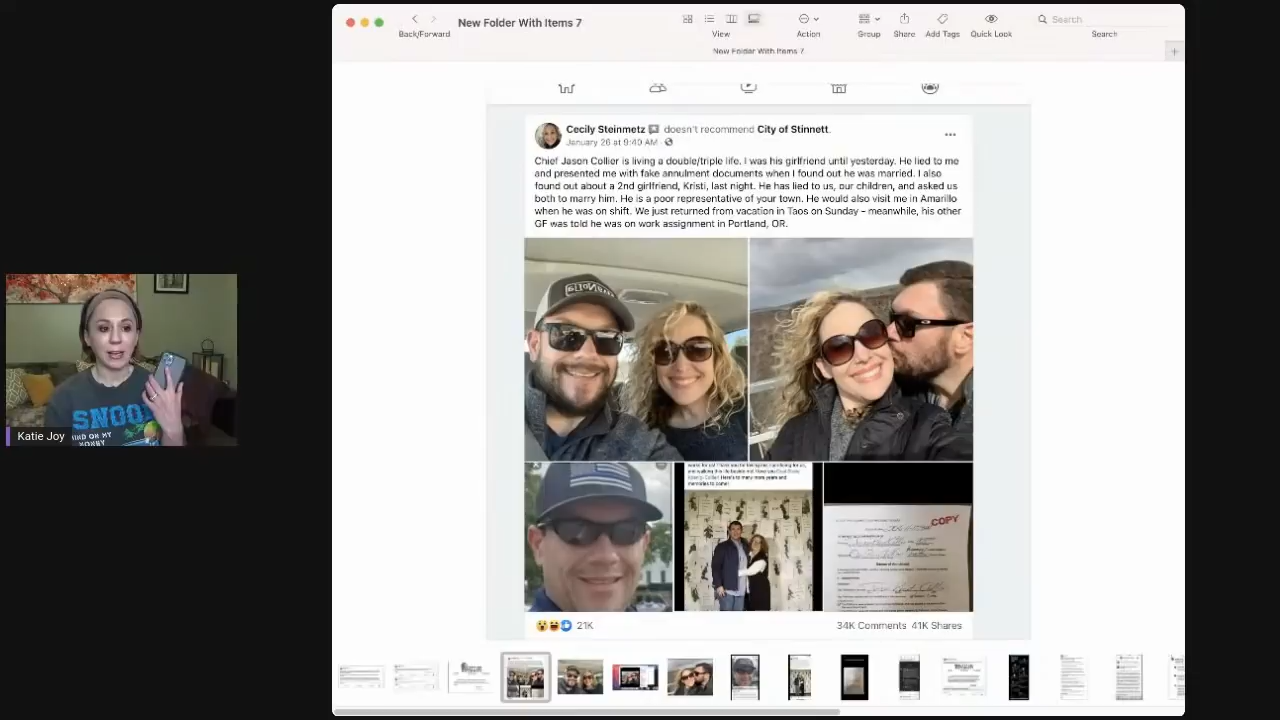 New Folder With Items 7
Back/Forward
View
Action
Group
Share
Add Tags
Quick Look
Search
Search
New Folder With Items 7
Cecily Steinmetz doesn't recommend City of Stinnett.
January 26 at 9:40 AM
Chief Jason Collier is living a double/triple life. I was his girlfriend until yesterday. He lied to me
and presented me with fake annulment documents when I found out he was married. I also
found out about a 2nd girlfriend, Kristi, last night. He has lied to us, our children, and asked us
both to marry him. He is a poor representative of your town. He would also visit me in Amarillo
when he was on shift. We just returned from vacation in Taos on Sunday - meanwhile, his other
GF was told he was on work assignment in Portland, OR.
memories to come!
COPY
21K
34K Comments 41K Shares
SNOO
Katie Joy